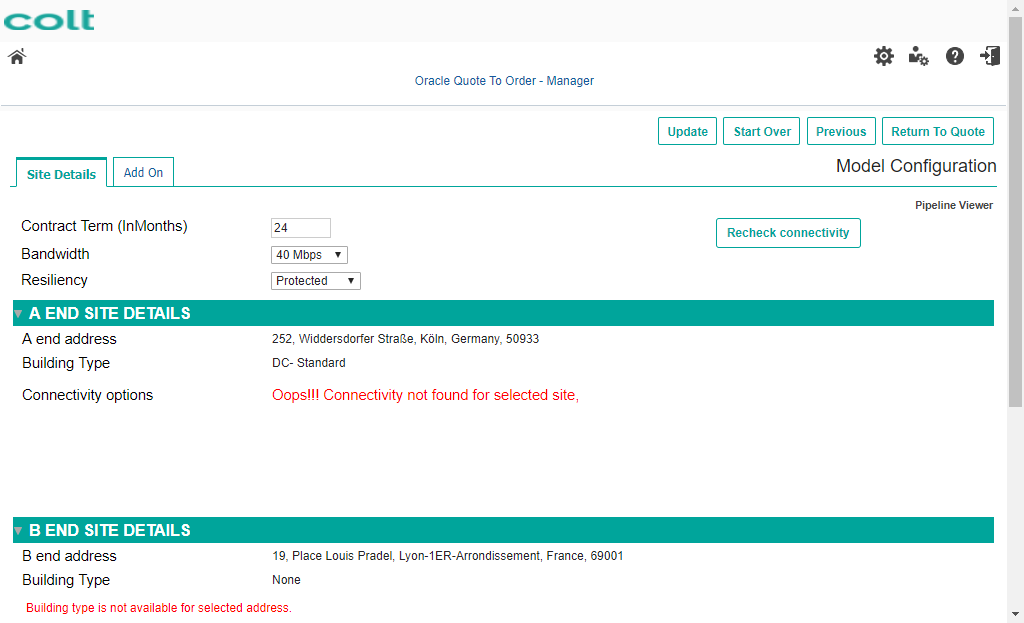 colt
Oracle Quote To Order - Manager
Update Start Over Previous Return To Quote
Site Details Add On Model Configuration
Pipeline Viewer
Contract Term (InMonths) 24 Recheck connectivity
Bandwidth 40 Mbps
Resiliency Protected
A END SITE DETAILS
A end address 252, Widdersdorfer Straße, Köln, Germany, 50933
Building Type DC- Standard
Connectivity options Oops!!! Connectivity not found for selected site,
B END SITE DETAILS
B end address 19, Place Louis Pradel, Lyon-1ER-Arrondissement, France, 69001
Building Type None
Building type is not available for selected address.